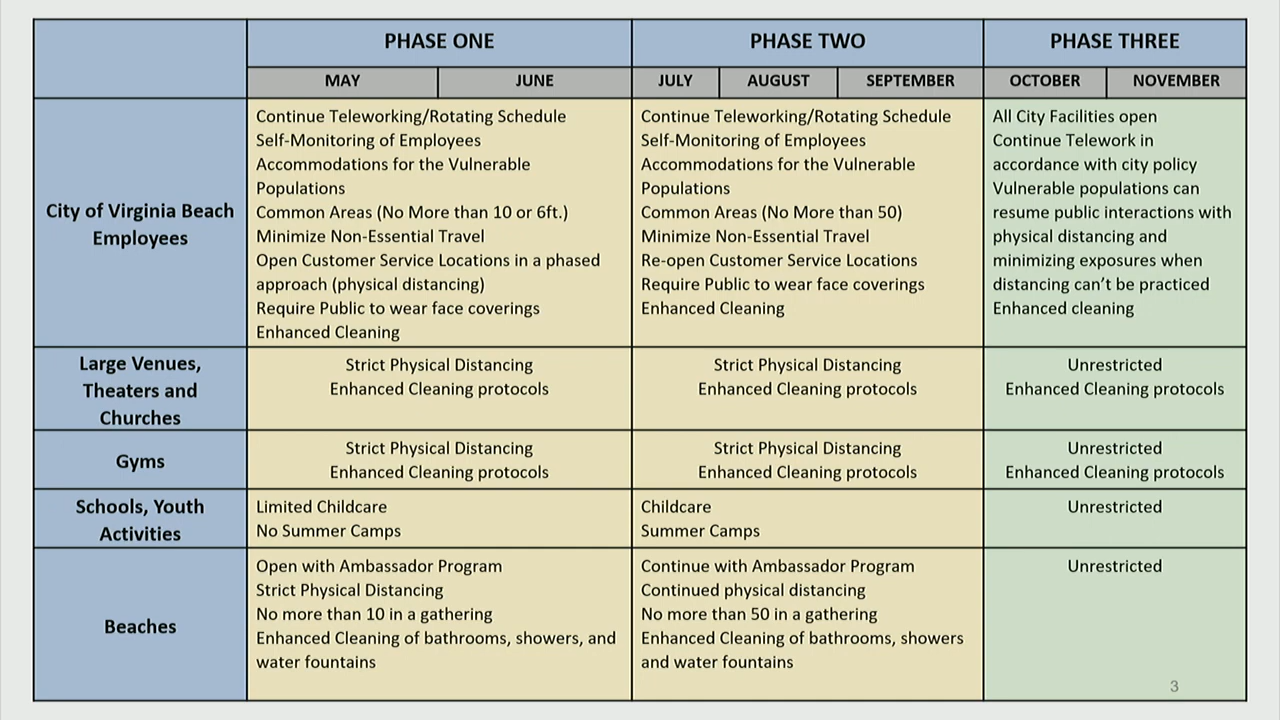 PHASE ONE
PHASE TWO
PHASE THREE
MAY
JUNE
JULY
AUGUST
SEPTEMBER
OCTOBER
NOVEMBER
City of Virginia Beach
Employees
Continue Teleworking/Rotating Schedule
Self-Monitoring of Employees
Accommodations for the Vulnerable
Populations
Common Areas (No More than 10 or 6ft.)
Minimize Non-Essential Travel
Open Customer Service Locations in a phased
approach (physical distancing)
Require Public to wear face coverings
Enhanced Cleaning
Continue Teleworking/Rotating Schedule
Self-Monitoring of Employees
Accommodations for the Vulnerable
Populations
Common Areas (No More than 50)
Minimize Non-Essential Travel
Re-open Customer Service Locations
Require Public to wear face coverings
Enhanced Cleaning
All City Facilities open
Continue Telework in
accordance with city policy
Vulnerable populations can
resume public interactions with
physical distancing and
minimizing exposures when
distancing can't be practiced
Enhanced cleaning
Large Venues,
Theaters and
Churches
Strict Physical Distancing
Enhanced Cleaning protocols
Strict Physical Distancing
Enhanced Cleaning protocols
Unrestricted
Enhanced Cleaning protocols
Gyms
Strict Physical Distancing
Enhanced Cleaning protocols
Strict Physical Distancing
Enhanced Cleaning protocols
Unrestricted
Enhanced Cleaning protocols
Schools, Youth
Activities
Limited Childcare
No Summer Camps
Childcare
Summer Camps
Unrestricted
Beaches
Open with Ambassador Program
Strict Physical Distancing
No more than 10 in a gathering
Enhanced Cleaning of bathrooms, showers, and
water fountains
Continue with Ambassador Program
Continued physical distancing
No more than 50 in a gathering
Enhanced Cleaning of bathrooms, showers
and water fountains
Unrestricted
3